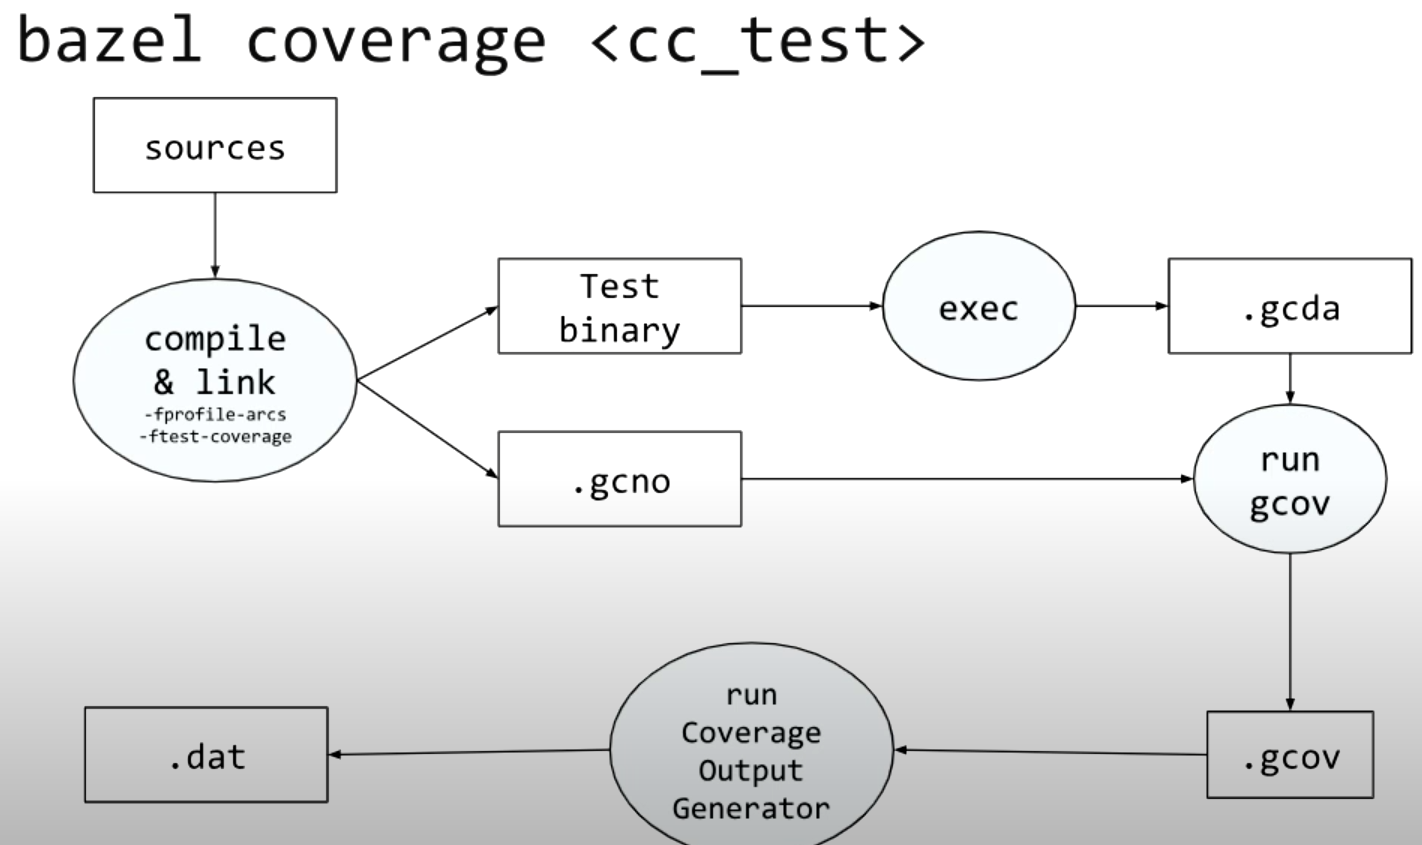 bazel coverage <cc_test>
sources
compile
& link
-fprofile-arcs
-ftest-coverage
Test
binary
.gcno
exec
.gcda
run
gcov
.gcov
run
Coverage
Output
Generator
.dat